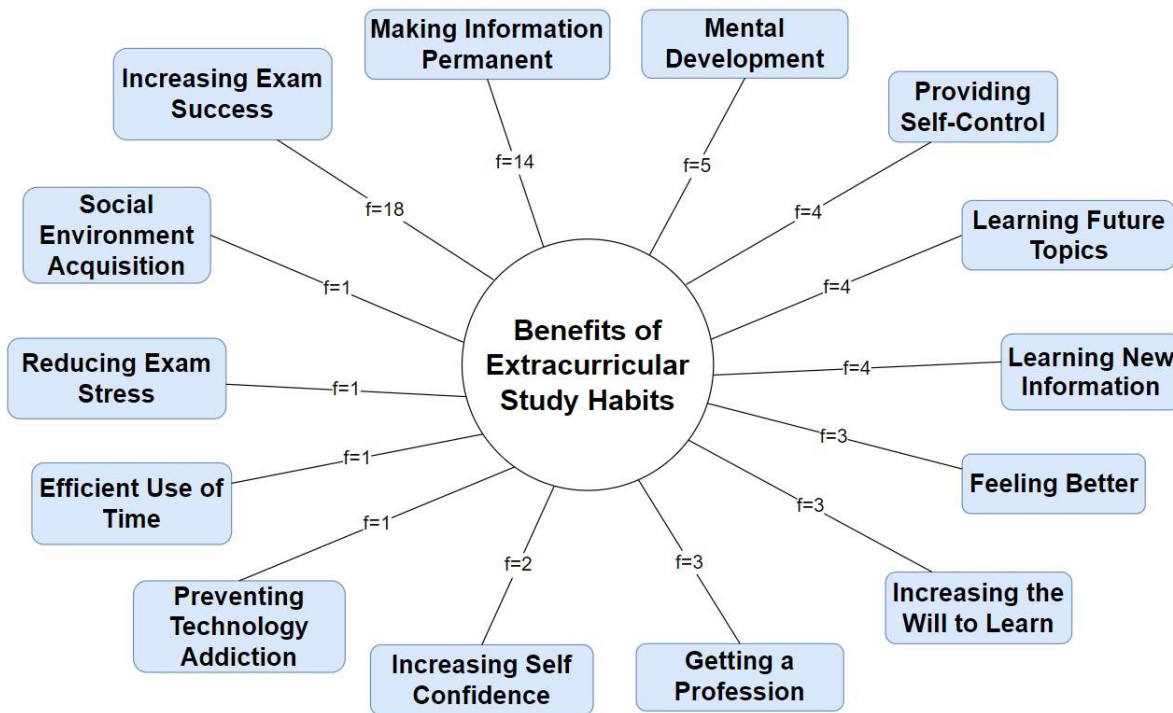 Making Information
Permanent
Mental
Development
Increasing Exam
Success
Providing
Self-Control
f=14
f=5
f=18
f=4
Social
Environment
Acquisition
Learning Future
Topics
f=1
f=4
Benefits of
Extracurricular
Study Habits
Reducing Exam
Stress
f=1
f=4
Learning New
Information
f=3
Efficient Use of
Time
f=1
Feeling Better
f=1
f=3
f=2
f=3
Preventing
Technology
Addiction
Increasing the
Will to Learn
Increasing Self
Confidence
Getting a
Profession